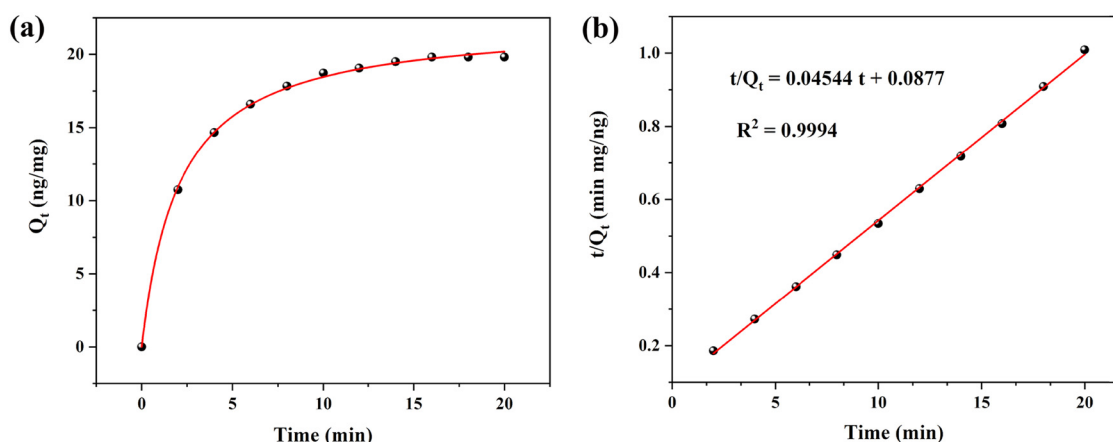 (a)
20
15
10
5
0
Q_t (ng/mg)
0 5 10 15 20
Time (min)
(b)
1.0
0.8
0.6
0.4
0.2
t/Q_t (min mg/ng)
t/Q_t = 0.04544 t + 0.0877
R² = 0.9994
0 5 10 15 20
Time (min)